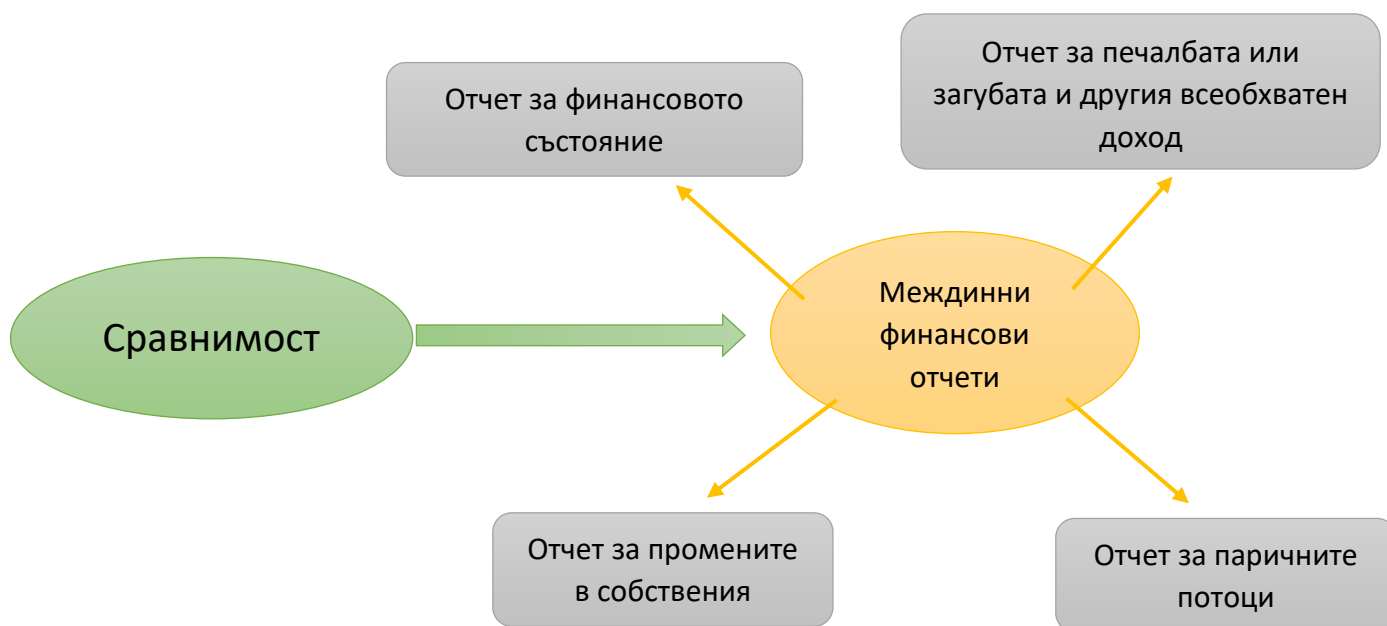 Отчет за финансовото
състояние
Отчет за печалбата или
загубата и другия всеобхватен
доход
Сравнимост
Междинни
финансови
отчети
Отчет за промените
в собствения
Отчет за паричните
потоци